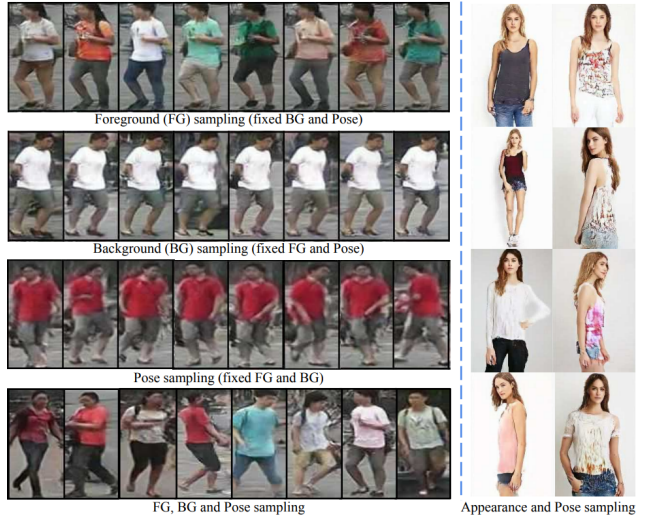 Foreground (FG) sampling (fixed BG and Pose)
Background (BG) sampling (fixed FG and Pose)
Pose sampling (fixed FG and BG)
FG, BG and Pose sampling
Appearance and Pose sampling